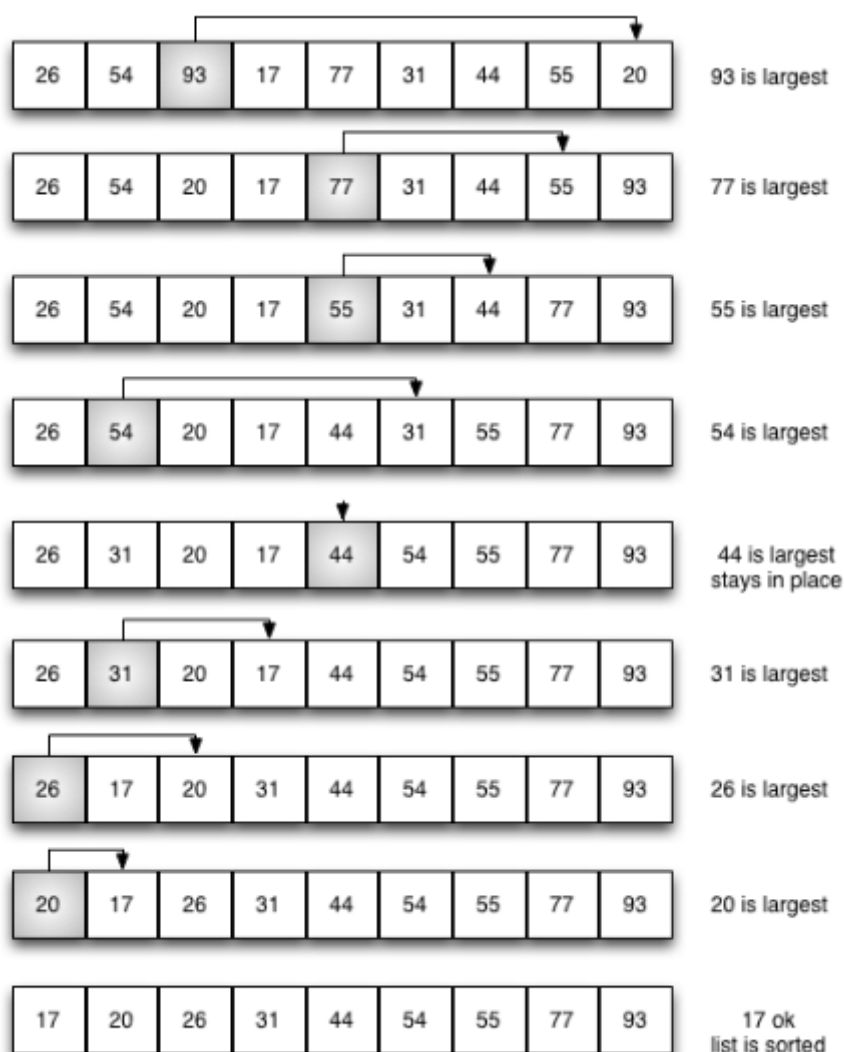 26 54 93 17 77 31 44 55 20 93 is largest
26 54 20 17 77 31 44 55 93 77 is largest
26 54 20 17 55 31 44 77 93 55 is largest
26 54 20 17 44 31 55 77 93 54 is largest
26 31 20 17 44 54 55 77 93 44 is largest
stays in place
26 31 20 17 44 54 55 77 93 31 is largest
26 17 20 31 44 54 55 77 93 26 is largest
20 17 26 31 44 54 55 77 93 20 is largest
17 20 26 31 44 54 55 77 93 17 ok
list is sorted